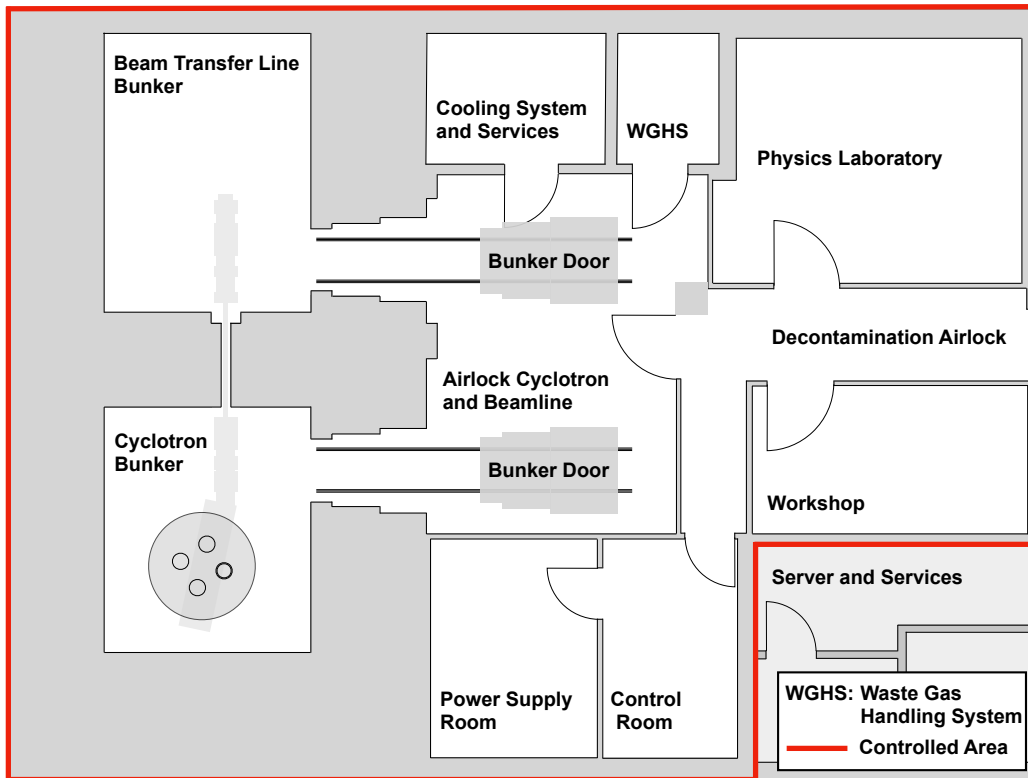 Beam Transfer Line
Bunker
Cooling System
and Services
WGHS
Physics Laboratory
Bunker Door
Decontamination Airlock
Airlock Cyclotron
and Beamline
Cyclotron
Bunker
Bunker Door
Workshop
Server and Services
Power Supply
Room
Control
Room
WGHS: Waste Gas
Handling System
Controlled Area